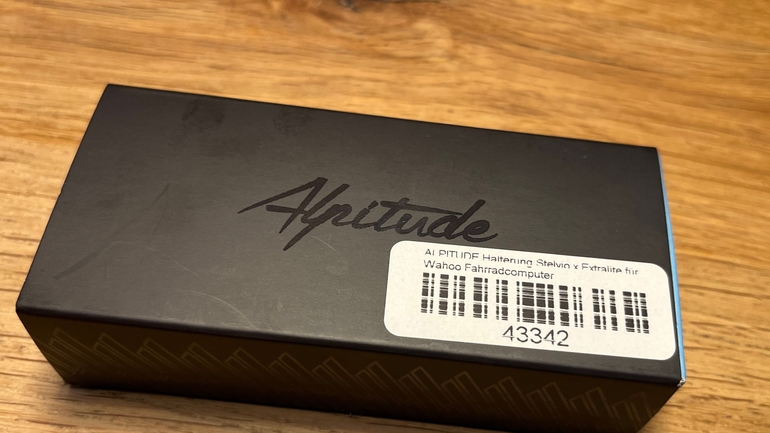 Alpitude
ALPITUDE Halterung Stelvio x Extralite für
Wahoo Fahrradcomputer
43342